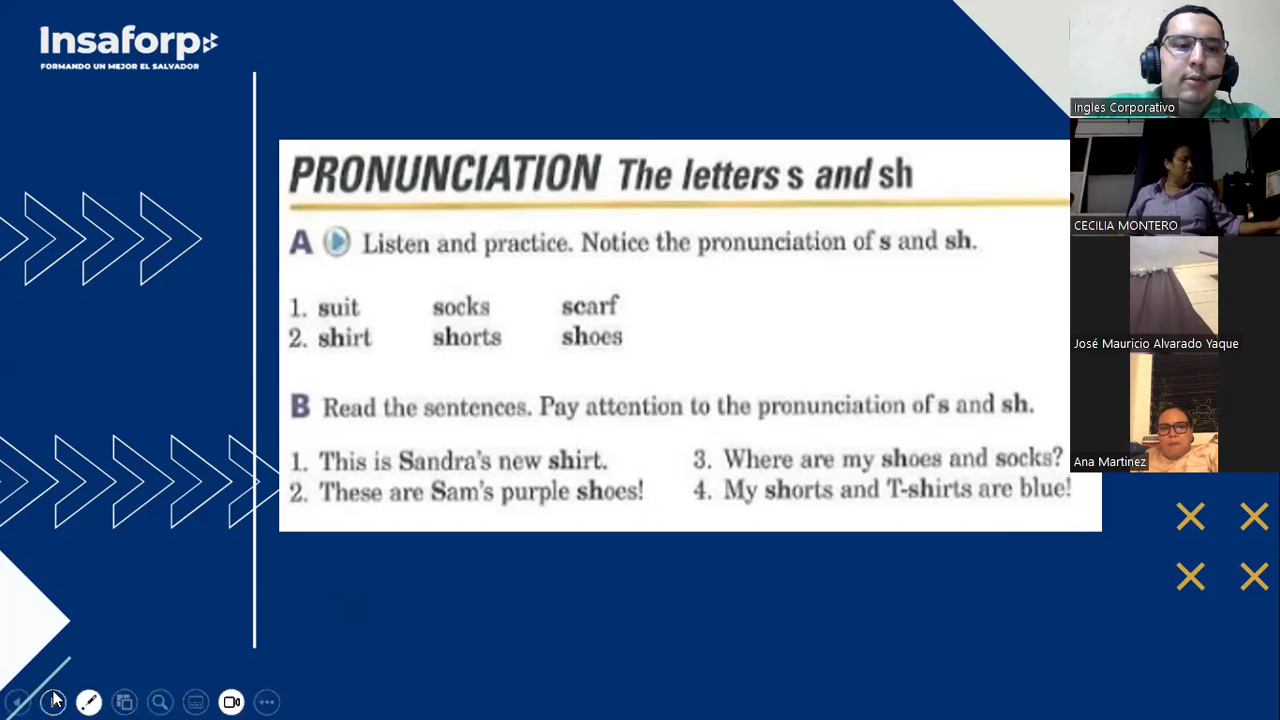 Insaforp
FORMANDO UN MEJOR EL SALVADOR
PRONUNCIATION The letters s and sh
A Listen and practice. Notice the pronunciation of s and sh.
1. suit socks scarf
2. shirt shorts shoes
B Read the sentences. Pay attention to the pronunciation of s and sh.
1. This is Sandra's new shirt.
2. These are Sam's purple shoes!
3. Where are my shoes and socks?
4. My shorts and T-shirts are blue!
Ingles Corporativo
CECILIA MONTERO
José Mauricio Alvarado Yaque
Ana Martinez